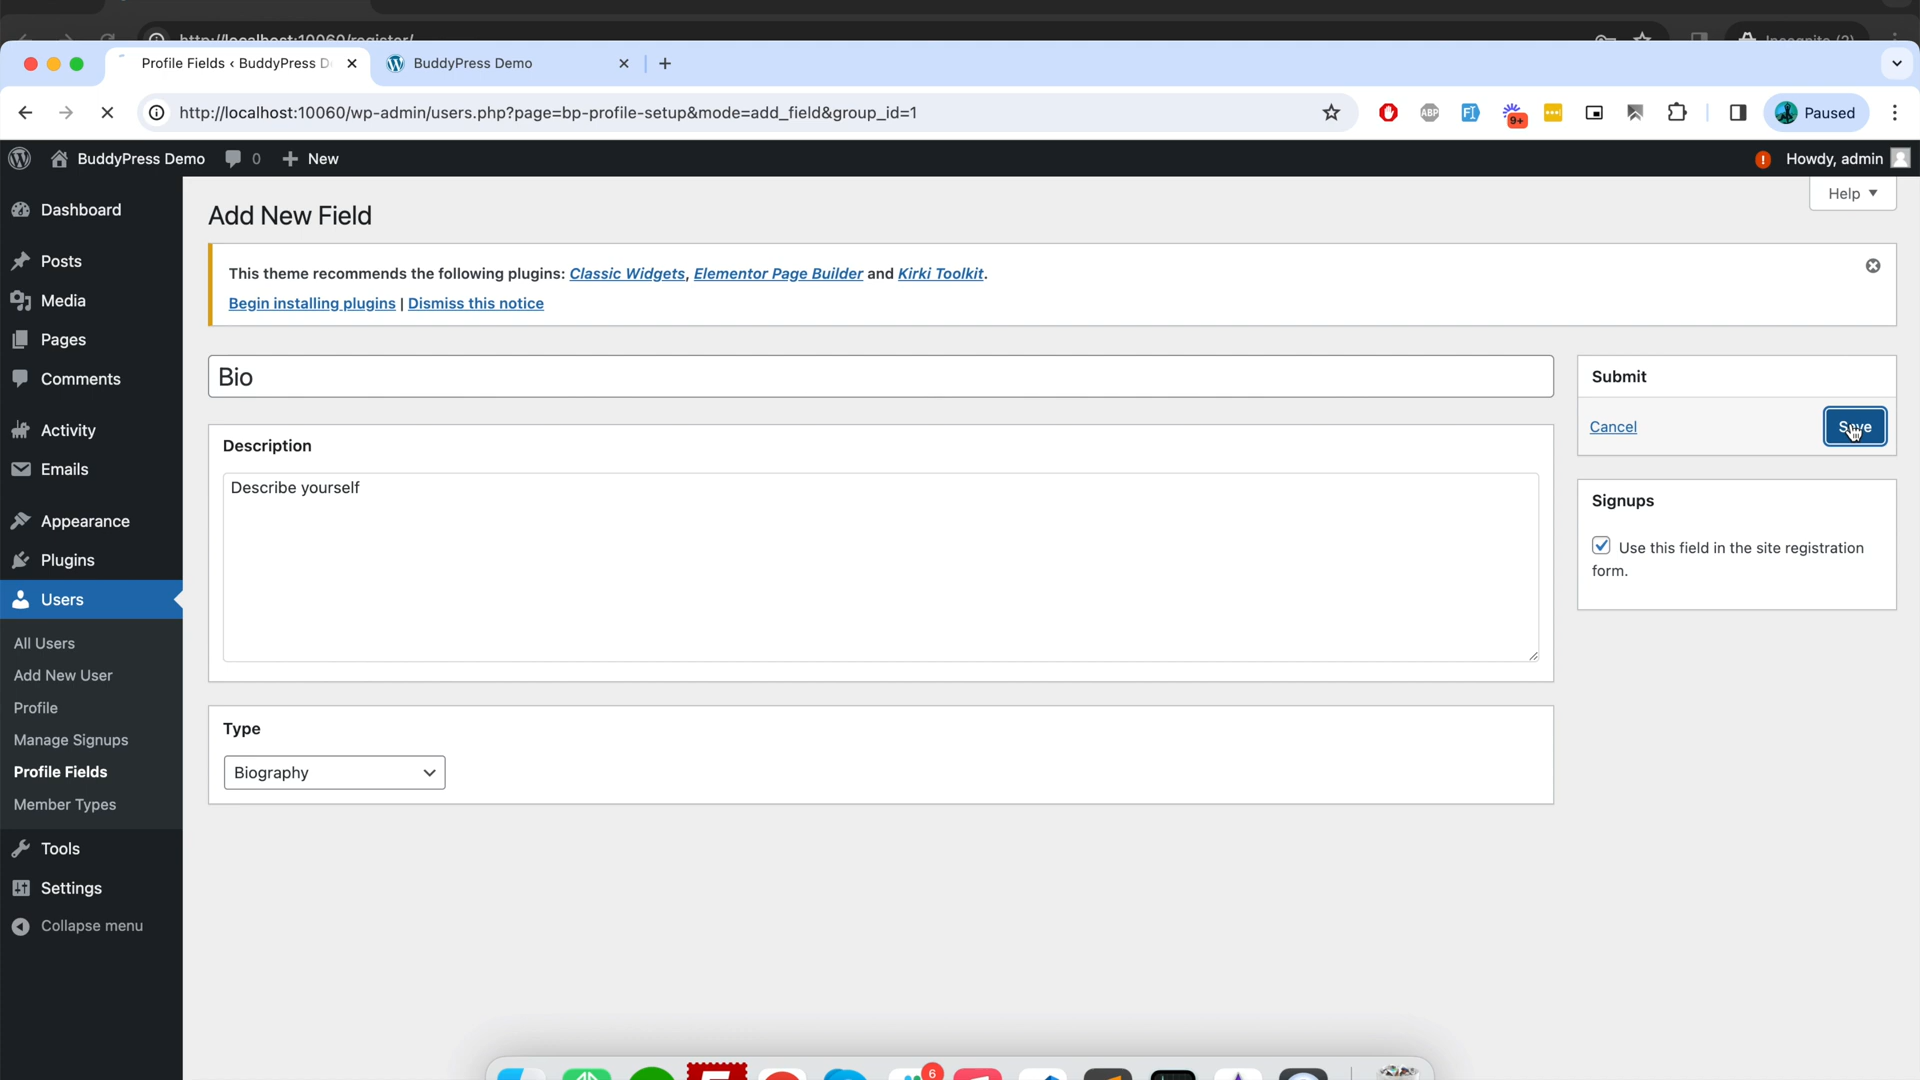 http://localhost:10060/register/
Incognito (2)
Profile Fields ‹ BuddyPress D
BuddyPress Demo
http://localhost:10060/wp-admin/users.php?page=bp-profile-setup&mode=add_field&group_id=1
ABP
9+
Paused
BuddyPress Demo
0
New
Howdy, admin
Help
Dashboard
Posts
Media
Pages
Comments
Activity
Emails
Appearance
Plugins
Users
All Users
Add New User
Profile
Manage Signups
Profile Fields
Member Types
Tools
Settings
Collapse menu
Add New Field
This theme recommends the following plugins: Classic Widgets, Elementor Page Builder and Kirki Toolkit.
Begin installing plugins | Dismiss this notice
Bio
Description
Describe yourself
Type
Biography
Submit
Cancel
Save
Signups
Use this field in the site registration
form.
6